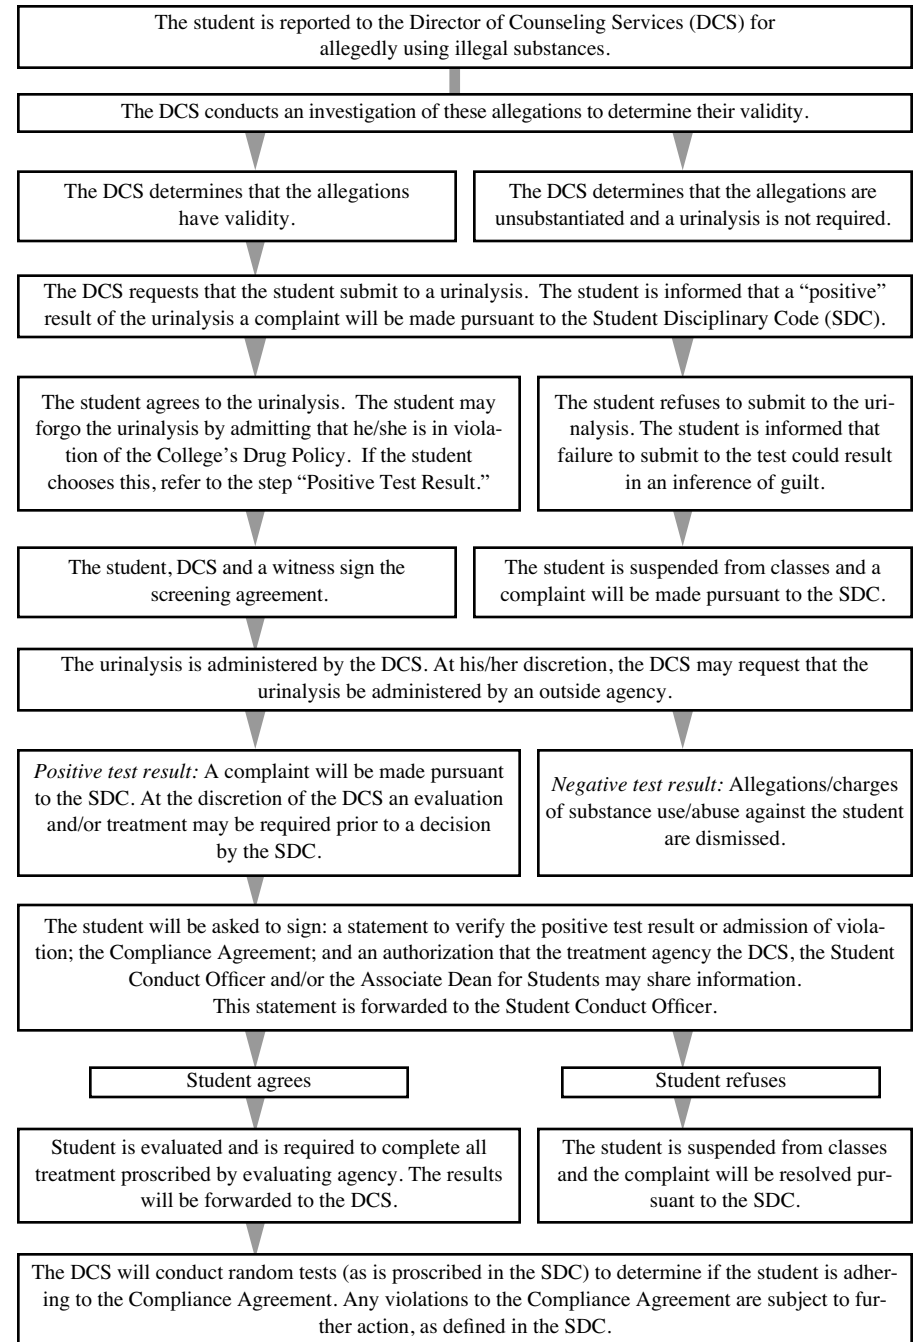 The student is reported to the Director of Counseling Services (DCS) for
allegedly using illegal substances.
The DCS conducts an investigation of these allegations to determine their validity.
The DCS determines that the allegations
have validity.
The DCS determines that the allegations are
unsubstantiated and a urinalysis is not required.
The DCS requests that the student submit to a urinalysis.  The student is informed that a “positive”
result of the urinalysis a complaint will be made pursuant to the Student Disciplinary Code (SDC).
The student agrees to the urinalysis.  The student may
forgo the urinalysis by admitting that he/she is in viola-
tion of the College’s Drug Policy.  If the student
chooses this, refer to the step “Positive Test Result.”
The student refuses to submit to the uri-
nalysis. The student is informed that
failure to submit to the test could result
in an inference of guilt.
The student, DCS and a witness sign the
screening agreement.
The student is suspended from classes and a
complaint will be made pursuant to the SDC.
The urinalysis is administered by the DCS. At his/her discretion, the DCS may request that the
urinalysis be administered by an outside agency.
Positive test result: A complaint will be made pursuant
to the SDC. At the discretion of the DCS an evaluation
and/or treatment may be required prior to a decision
by the SDC.
Negative test result: Allegations/charges
of substance use/abuse against the student
are dismissed.
The student will be asked to sign: a statement to verify the positive test result or admission of viola-
tion; the Compliance Agreement; and an authorization that the treatment agency the DCS, the Student
Conduct Officer and/or the Associate Dean for Students may share information.
This statement is forwarded to the Student Conduct Officer.
Student agrees
Student refuses
Student is evaluated and is required to complete all
treatment proscribed by evaluating agency. The results
will be forwarded to the DCS.
The student is suspended from classes
and the complaint will be resolved pur-
suant to the SDC.
The DCS will conduct random tests (as is proscribed in the SDC) to determine if the student is adher-
ing to the Compliance Agreement. Any violations to the Compliance Agreement are subject to fur-
ther action, as defined in the SDC.